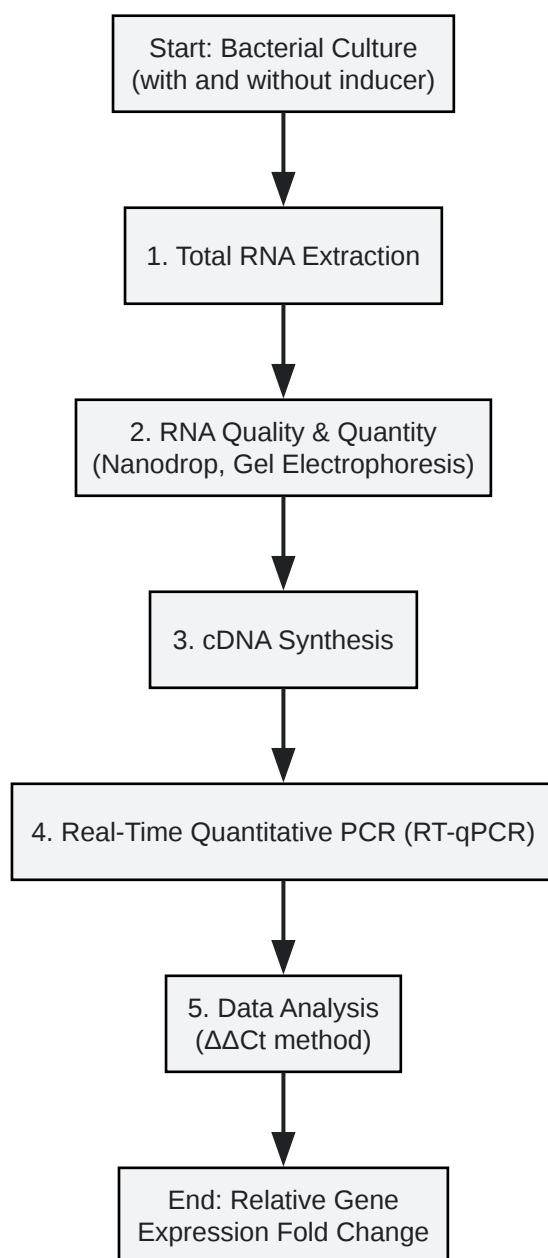 Start: Bacterial Culture
(with and without inducer)
1. Total RNA Extraction
2. RNA Quality & Quantity
(Nanodrop, Gel Electrophoresis)
3. cDNA Synthesis
4. Real-Time Quantitative PCR (RT-qPCR)
5. Data Analysis
(ΔΔCt method)
End: Relative Gene
Expression Fold Change